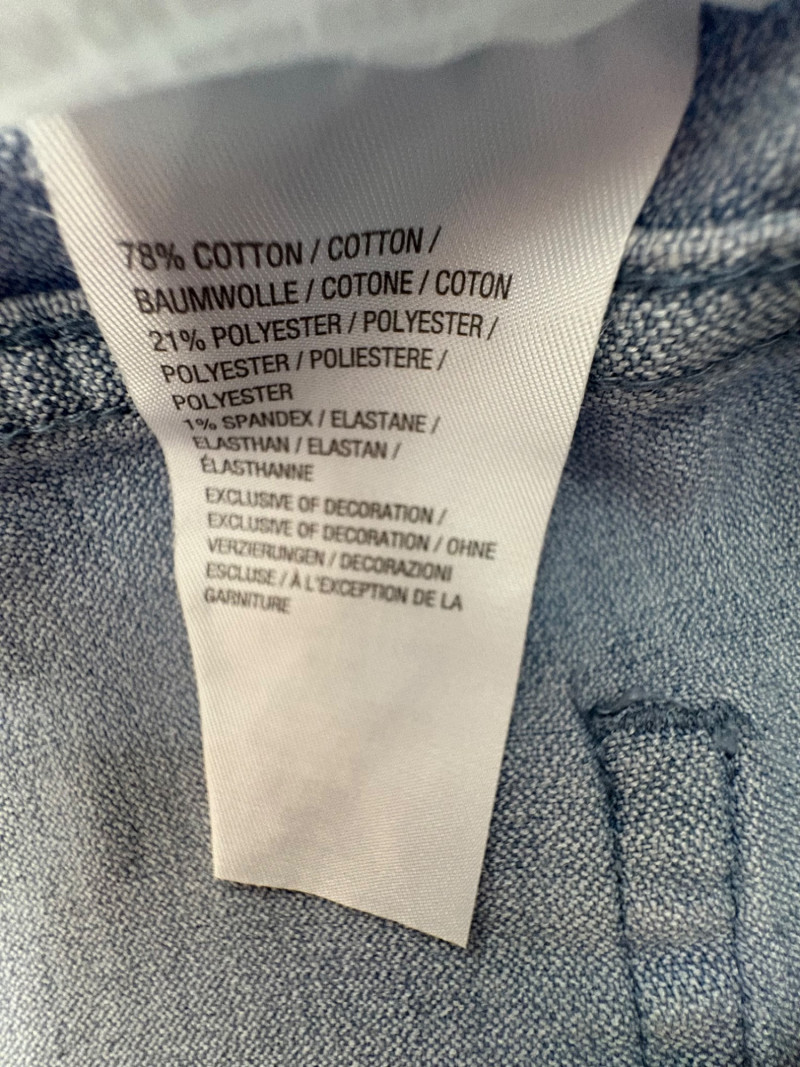 78% COTTON / COTTON /
BAUMWOLLE / COTONE / COTON
21% POLYESTER / POLYESTER /
POLYESTER / POLIESTERE /
POLYESTER
1% SPANDEX / ELASTANE /
ELASTHAN / ELASTAN /
ÉLASTHANNE
EXCLUSIVE OF DECORATION /
EXCLUSIVE OF DECORATION / OHNE
VERZIERUNGEN / DECORAZIONI
ESCLUSE / À L'EXCEPTION DE LA
GARNITURE